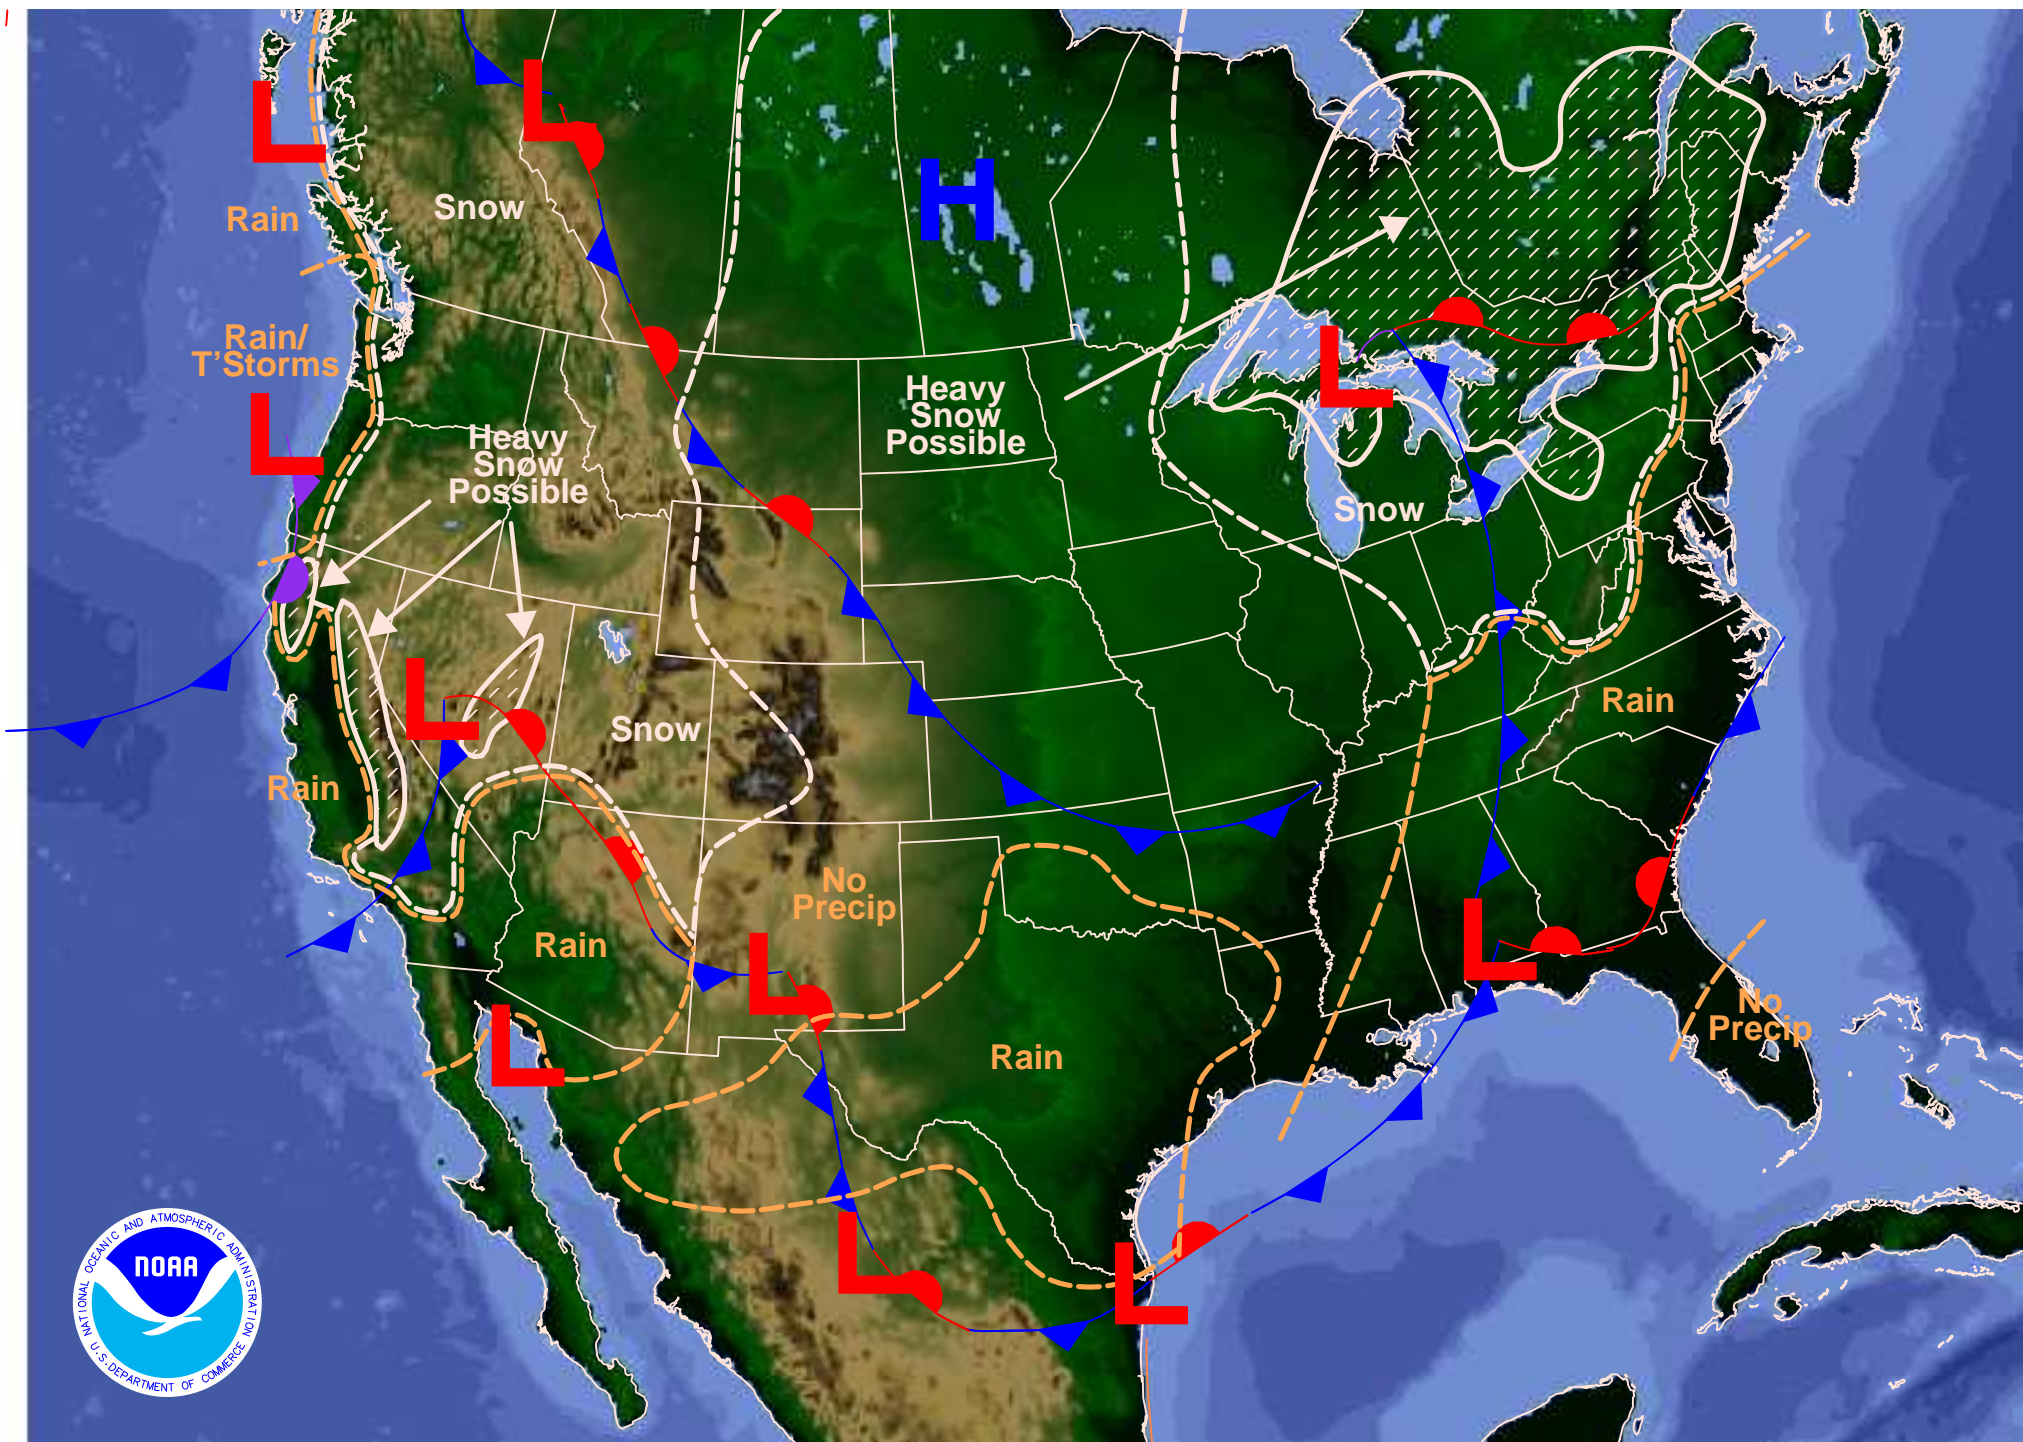 L
L
H
Rain
Snow
Rain/
T'Storms
L
L
Heavy
Snow
Possible
Heavy
Snow
Possible
Snow
L
Snow
Rain
Rain
No
Precip
Rain
L
L
No
Precip
L
Rain
L
L
NATIONAL OCEANIC AND ATMOSPHERIC ADMINISTRATION
NOAA
U.S. DEPARTMENT OF COMMERCE